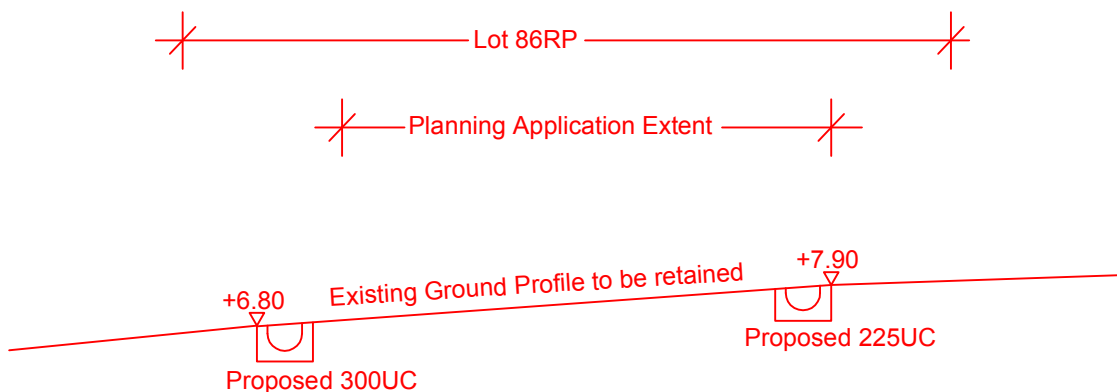 Lot 86RP
Planning Application Extent
+7.90
Existing Ground Profile to be retained
+6.80
Proposed 225UC
Proposed 300UC